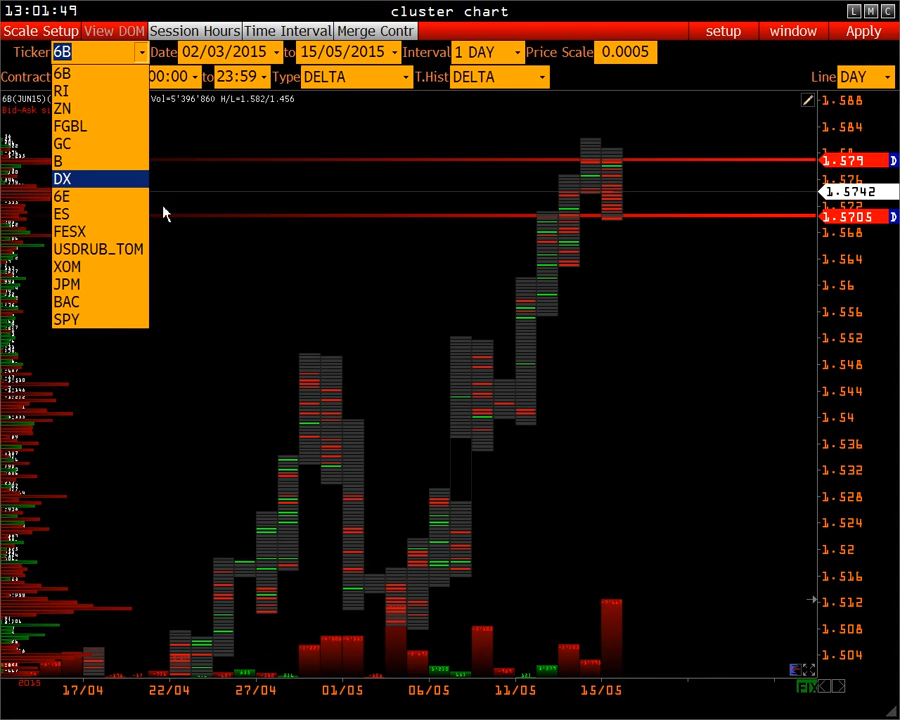 13:01:49 cluster chart L M C
Scale Setup View DOM Session Hours Time Interval Merge Contr setup window Apply
Ticker 6B Date 02/03/2015 to 15/05/2015 Interval 1 DAY Price Scale 0.0005
Contract 00:00 to 23:59 Type DELTA T.Hist DELTA Line DAY
6B
RI
ZN
FGBL
GC
B
DX
6E
ES
FESX
USDRUB_TOM
XOM
JPM
BAC
SPY
6B(JUN15)( Vol=5'396'860 H/L=1.582/1.456
Bid-Ask
1.588
1.584
1.579 D
1.576
1.5742
1.572
1.5705 D
1.568
1.564
1.56
1.556
1.552
1.548
1.544
1.54
1.536
1.532
1.528
1.524
1.52
1.516
1.512
1.508
1.504
FIX
2015
17/04 22/04 27/04 01/05 06/05 11/05 15/05